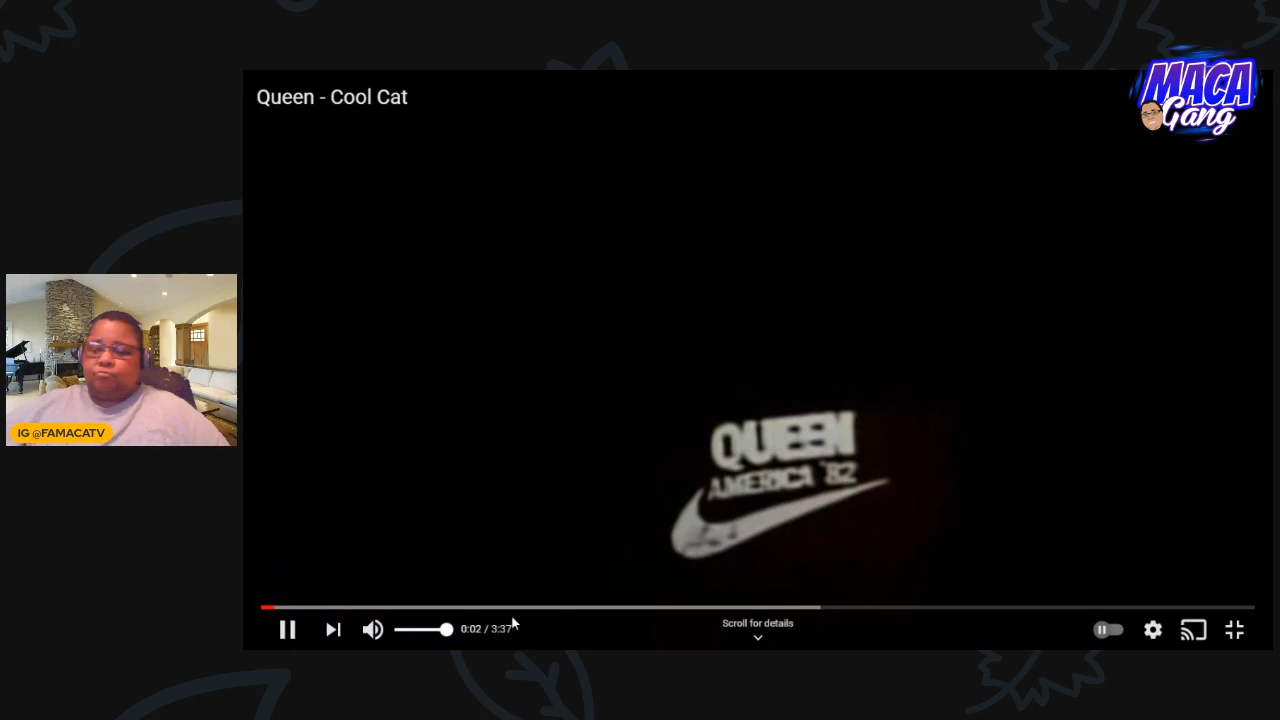 Queen - Cool Cat
MACA
Gang
QUEEN
AMERICA '82
IG @FAMACATV
0:02 / 3:37
Scroll for details